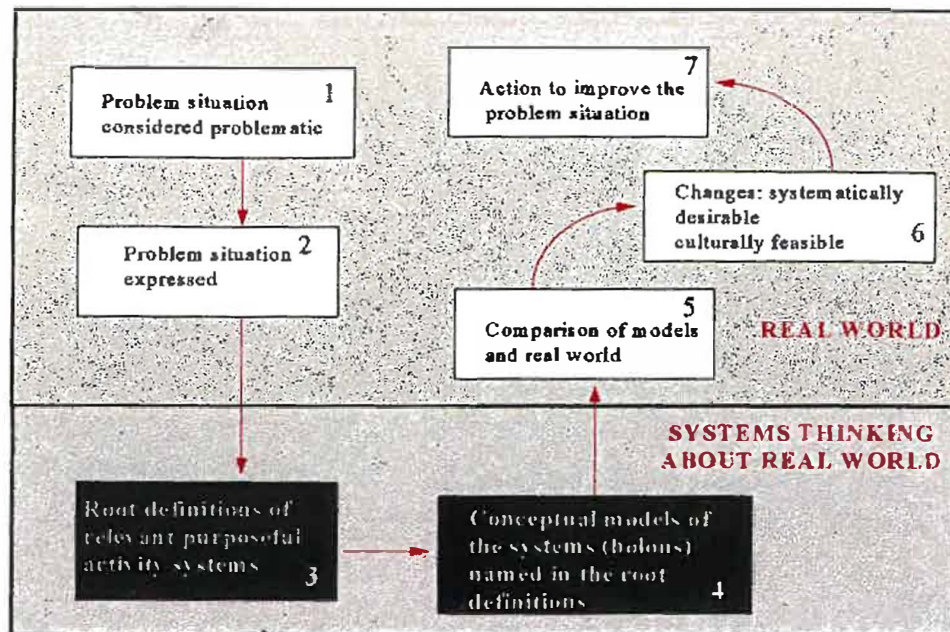 1
Problem situation
considered problematic
2
Problem situation
expressed
Root definitions of
relevant purposeful
activity systems
3
Conceptual models of
the systems (holons)
named in the root
definitions
4
5
Comparison of models
and real world
Changes: systematically
desirable
culturally feasible
6
7
Action to improve the
problem situation
REAL WORLD
SYSTEMS THINKING
ABOUT REAL WORLD